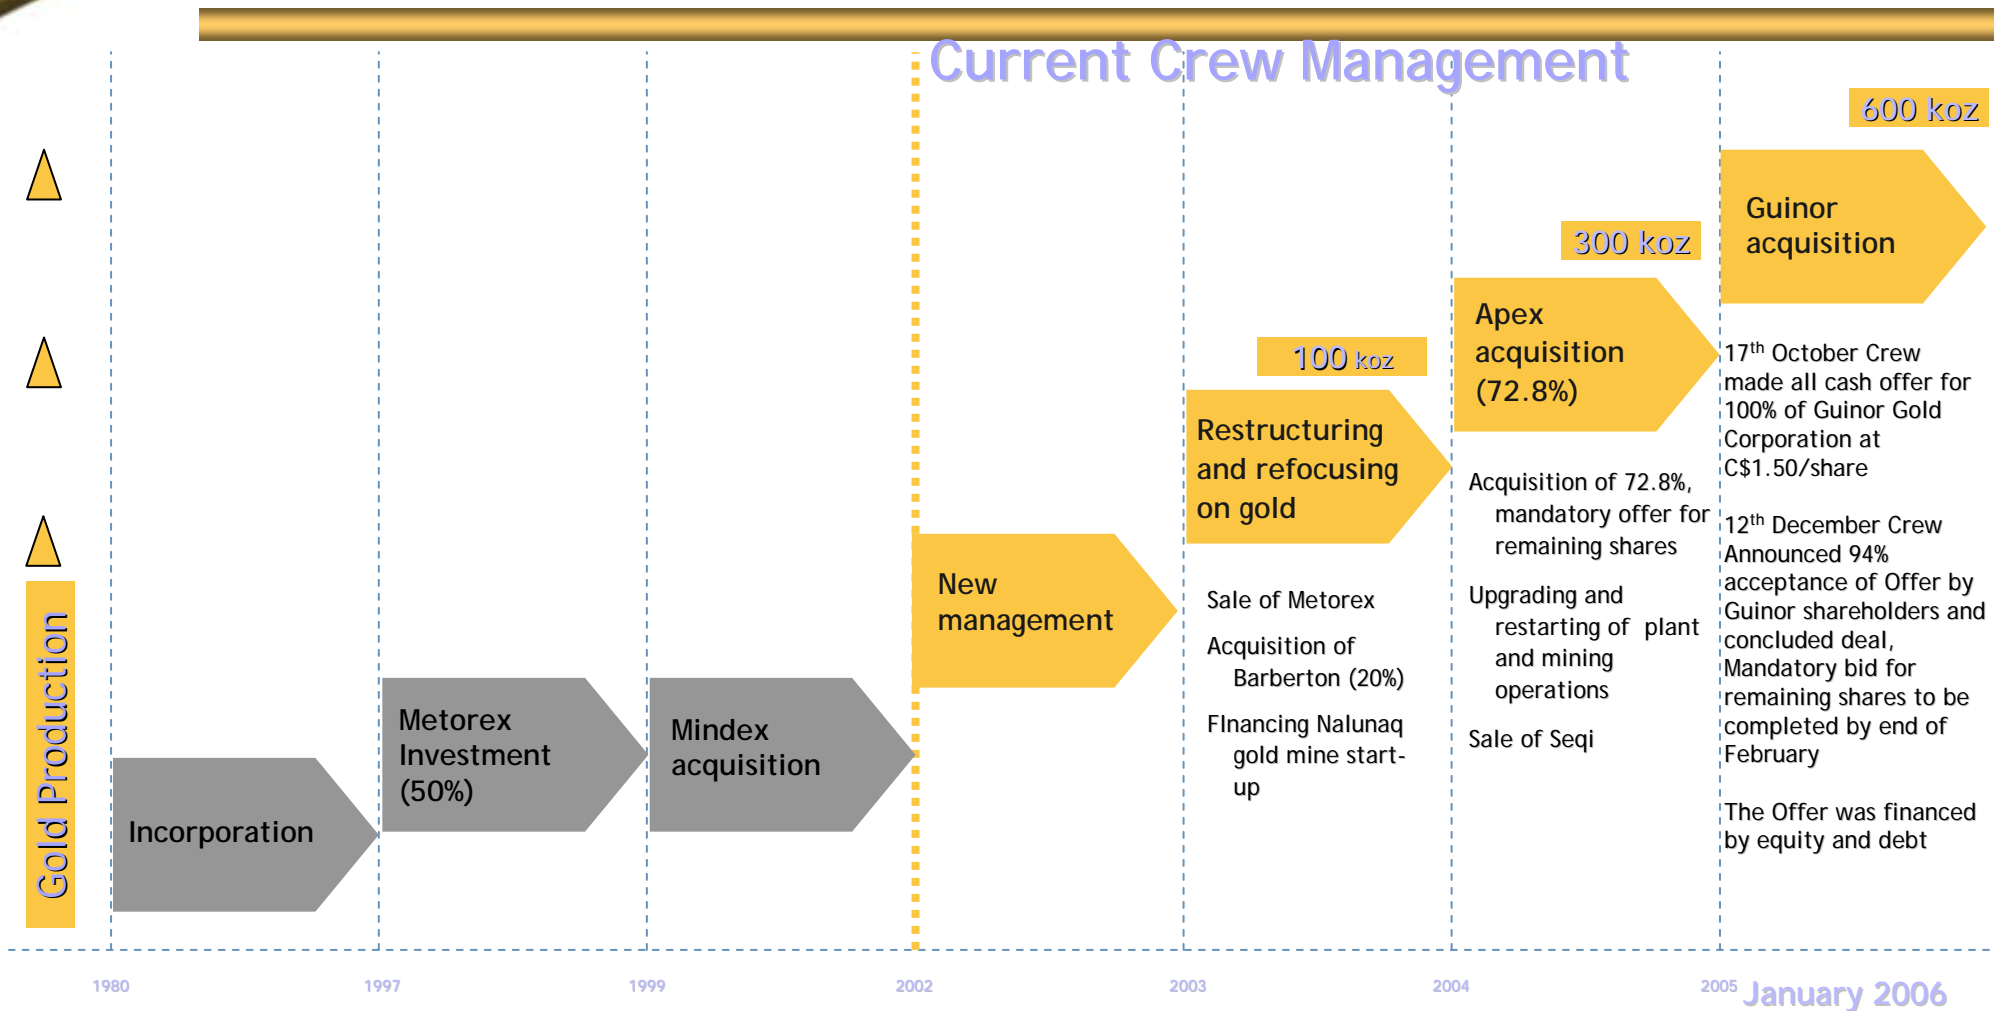 Current Crew Management
600 koz
Guinor
acquisition
300 koz
Apex
acquisition
(72.8%)
100 koz
Restructuring
and refocusing
on gold
New
management
Metorex
Investment
(50%)
Mindex
acquisition
Incorporation
Gold Production
Sale of Metorex
Acquisition of
Barberton (20%)
FInancing Nalunaq
gold mine start-
up
Acquisition of 72.8%,
mandatory offer for
remaining shares
Upgrading and
restarting of plant
and mining
operations
Sale of Seqi
17th October Crew
made all cash offer for
100% of Guinor Gold
Corporation at
C$1.50/share
12th December Crew
Announced 94%
acceptance of Offer by
Guinor shareholders and
concluded deal,
Mandatory bid for
remaining shares to be
completed by end of
February
The Offer was financed
by equity and debt
1980
1997
1999
2002
2003
2004
2005
January 2006